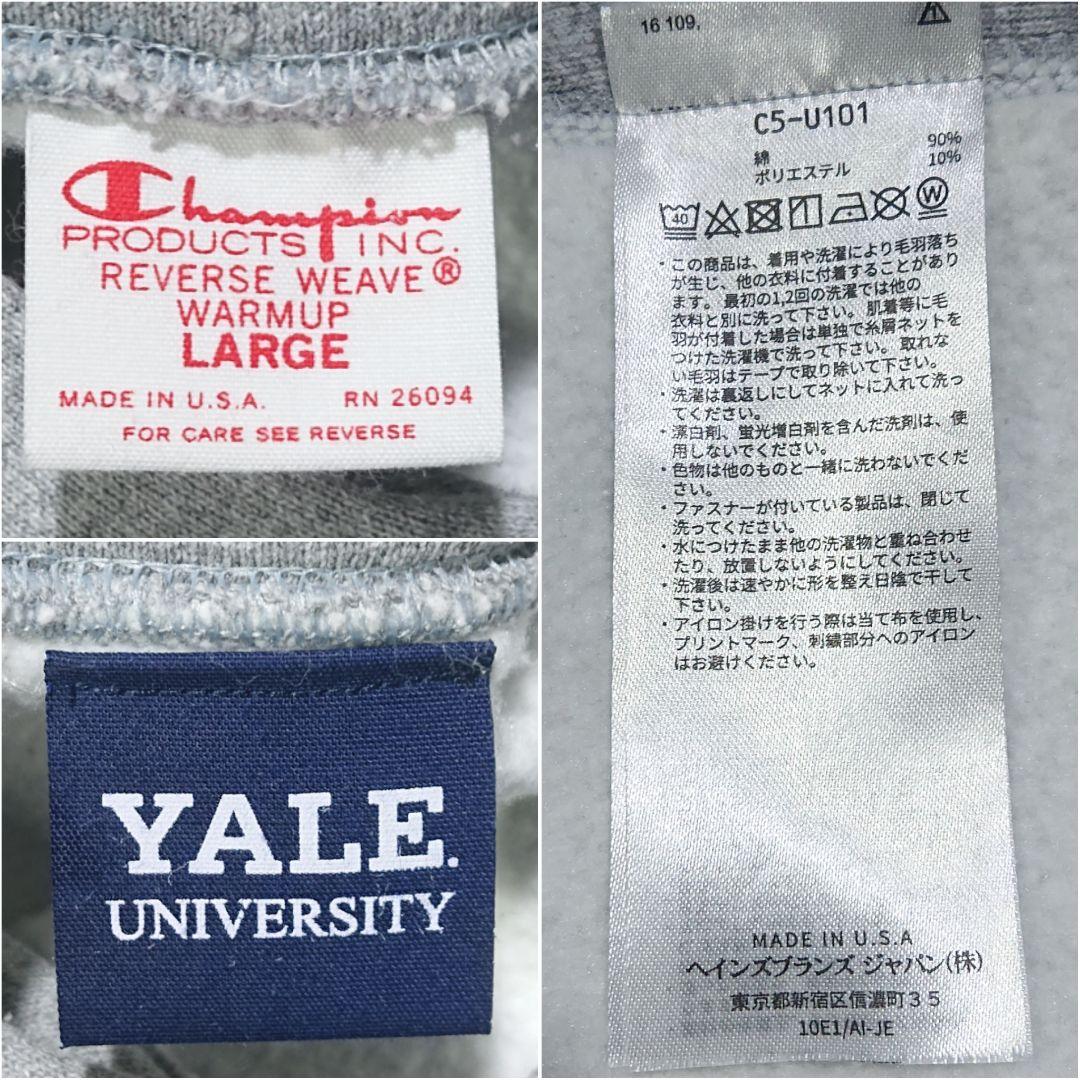 Champion
PRODUCTS INC.
REVERSE WEAVE®
WARMUP
LARGE
MADE IN U.S.A. RN 26094
FOR CARE SEE REVERSE
YALE.
UNIVERSITY
16 109,
C5-U101
綿 90%
ポリエステル 10%
40
W
・この商品は、着用や洗濯により毛羽落ち
が生じ、他の衣料に付着することがあり
ます。最初の1,2回の洗濯では他の
衣料と別に洗って下さい。肌着等に毛
羽が付着した場合は単独で糸屑ネットを
つけた洗濯機で洗って下さい。取れな
い毛羽はテープで取り除いて下さい。
・洗濯は裏返しにしてネットに入れて洗っ
てください。
・漂白剤、蛍光増白剤を含んだ洗剤は、使
用しないでください。
・色物は他のものと一緒に洗わないでくだ
さい。
・ファスナーが付いている製品は、閉じて
洗ってください。
・水につけたまま他の洗濯物と重ね合わせ
たり、放置しないようにしてください。
・洗濯後は速やかに形を整え日陰で干して
下さい。
・アイロン掛けを行う際は当て布を使用し、
プリントマーク、刺繍部分へのアイロン
はお避けください。
MADE IN U.S.A
ヘインズブランズ ジャパン(株)
東京都新宿区信濃町35
10E1/AI-JE